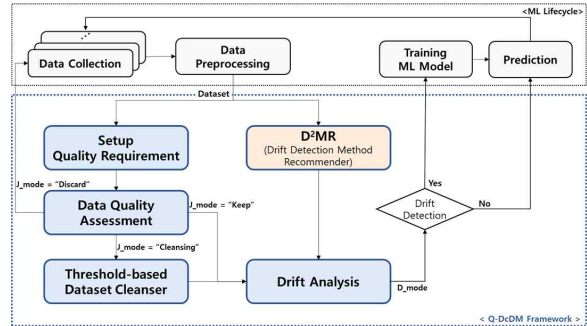 <ML Lifecycle>
Data Collection
Data
Preprocessing
Training
ML Model
Prediction
Dataset
Setup
Quality Requirement
D²MR
(Drift Detection Method
Recommender)
J_mode = "Discard"
Data Quality
Assessment
J_mode = "Keep"
Yes
No
Drift
Detection
J_mode = "Cleansing"
Threshold-based
Dataset Cleanser
Drift Analysis
D_mode
< Q-DcDM Framework >